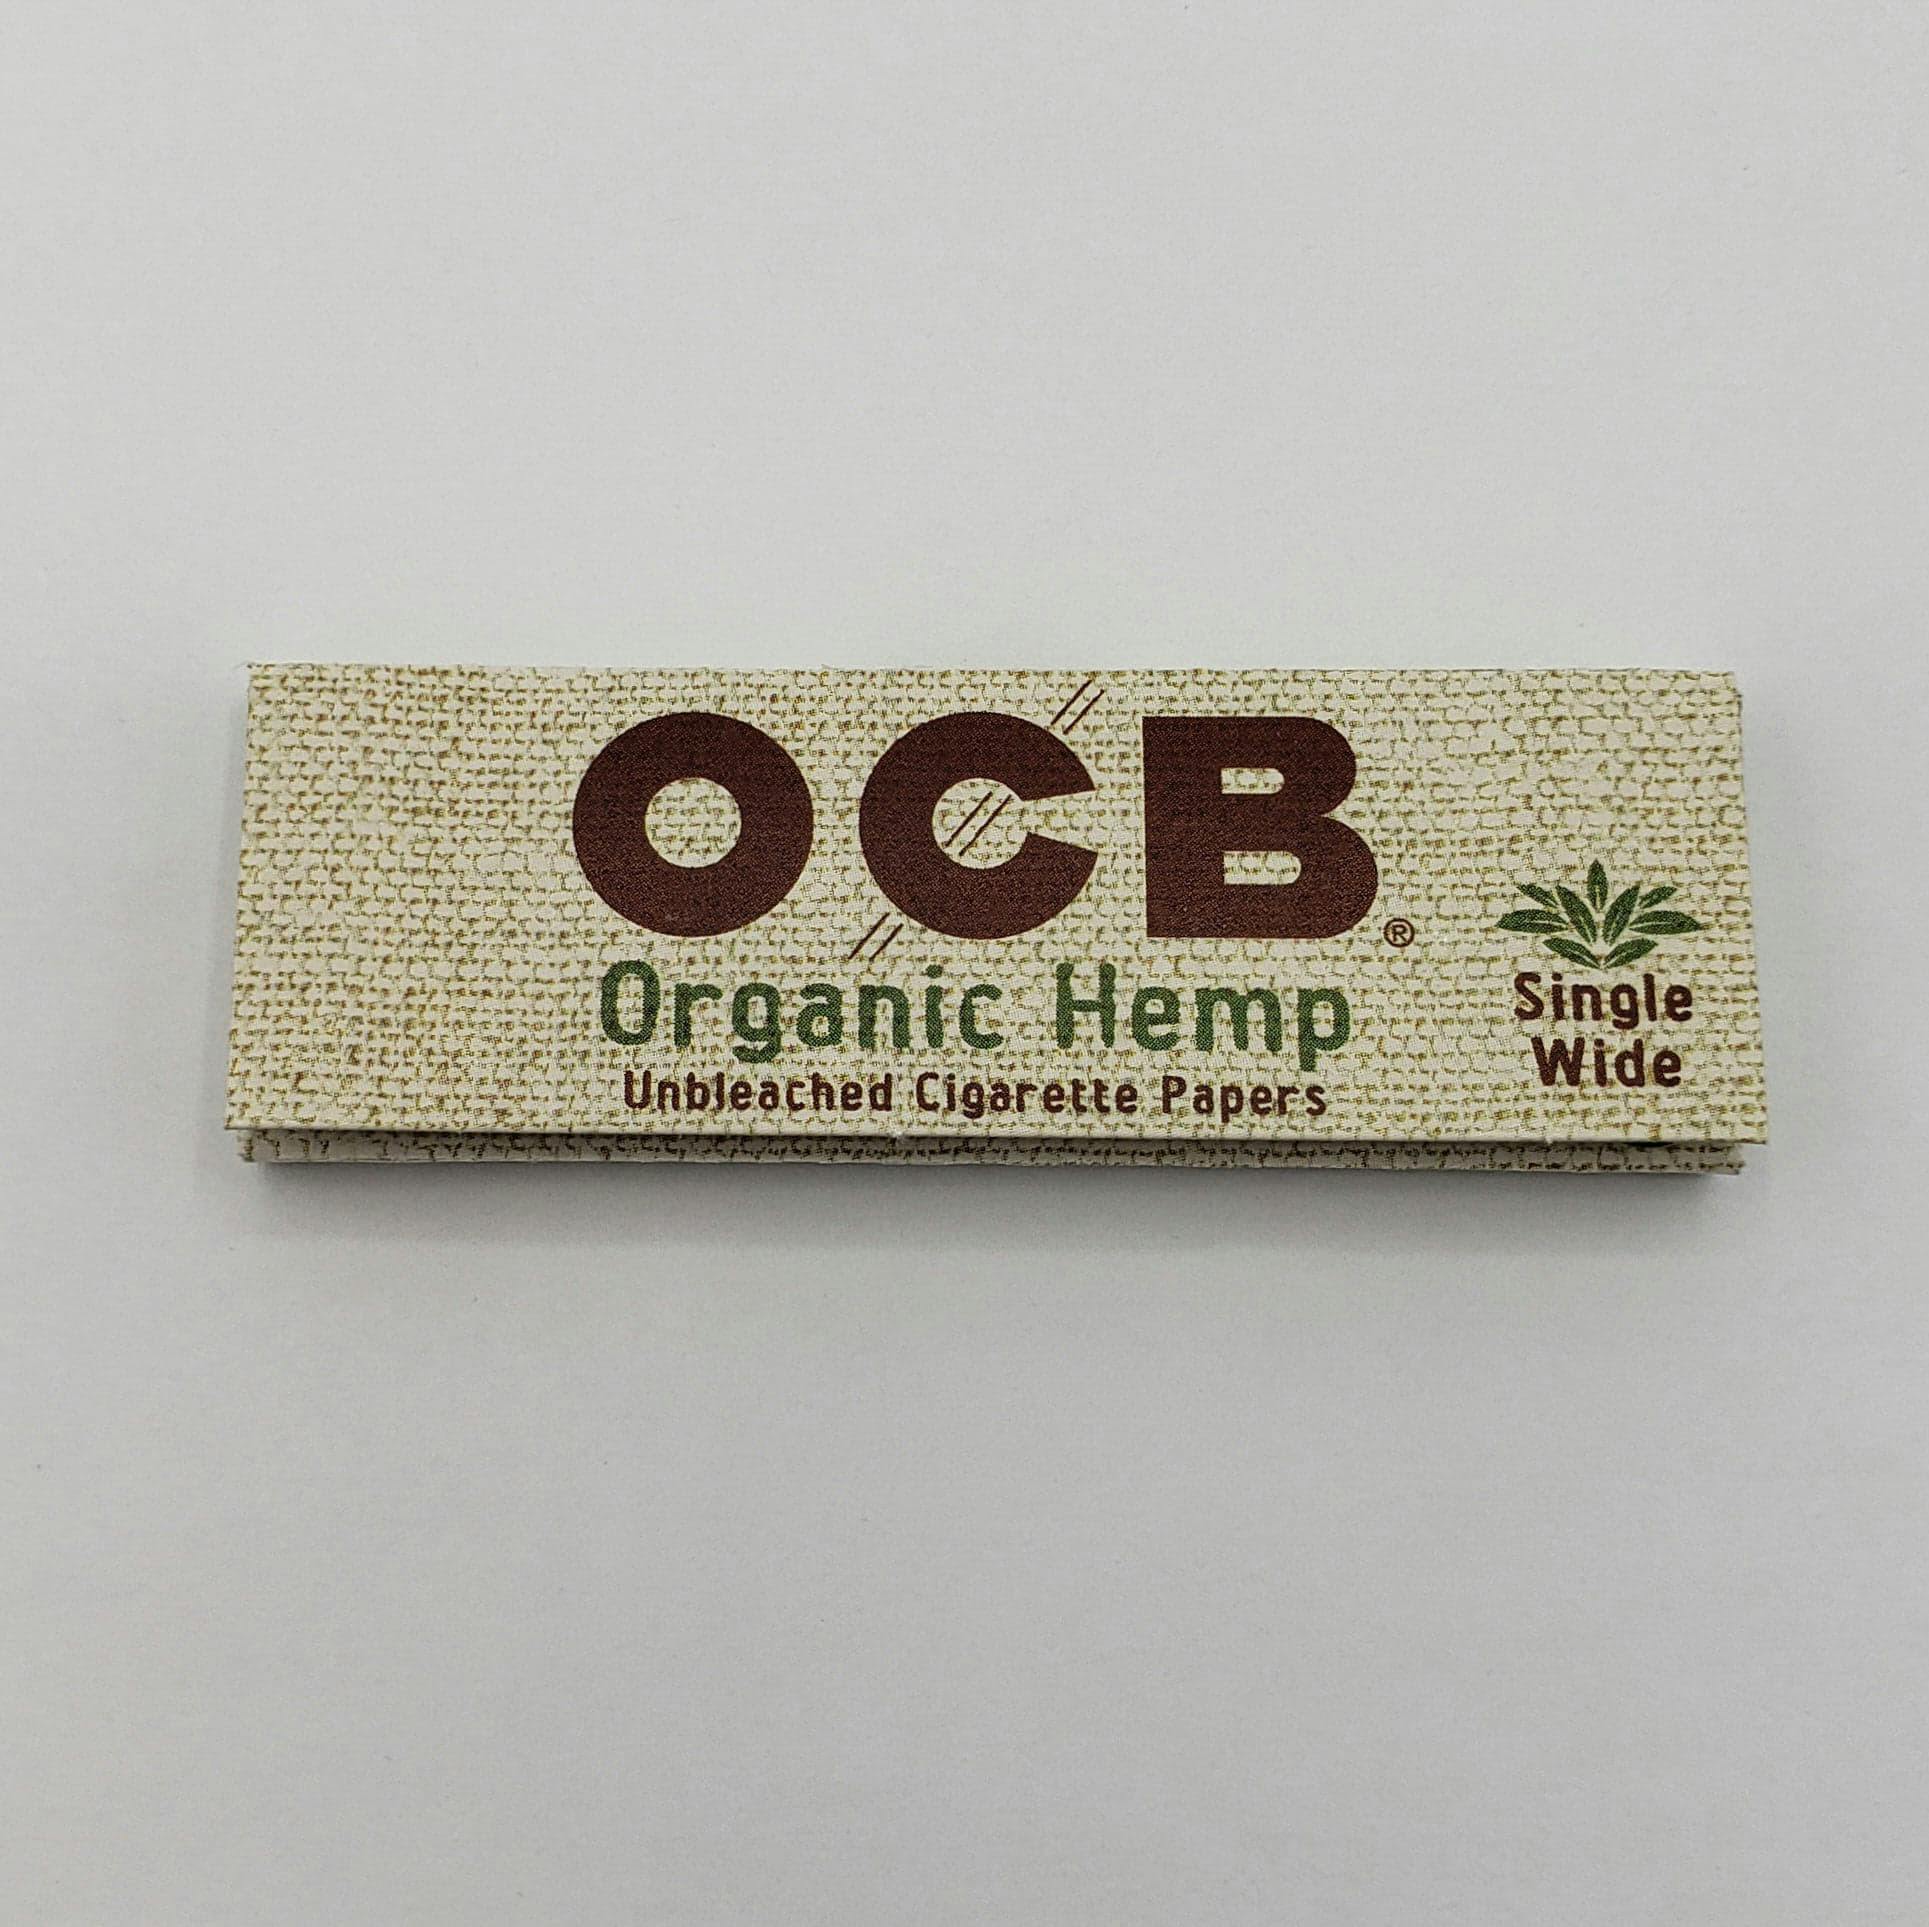 OCB®
Organic Hemp
Unbleached Cigarette Papers
Single
Wide